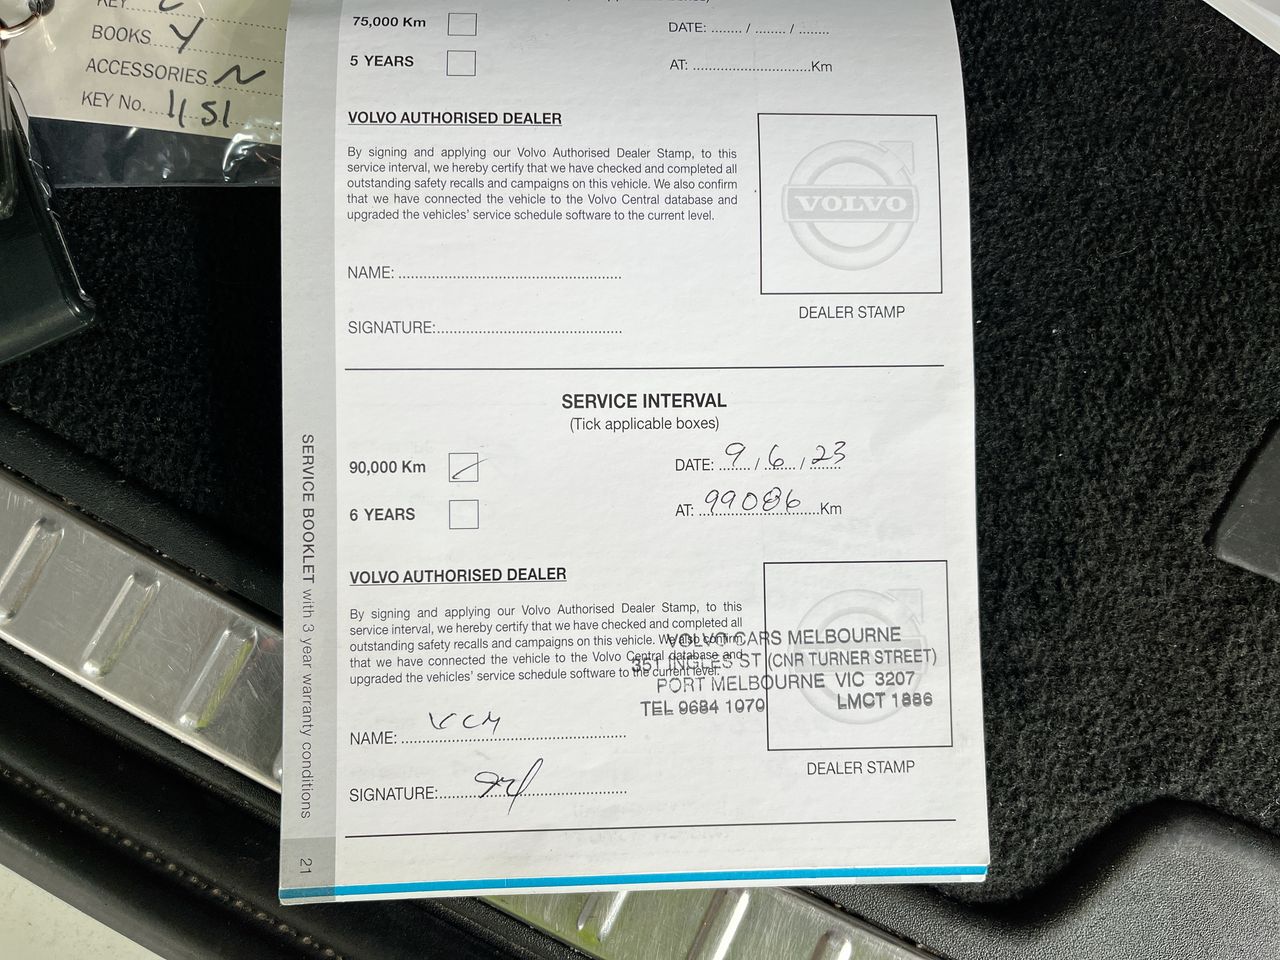 BOOKS Y
ACCESSORIES N
KEY No. 1151
75,000 Km DATE: ........ / ........ / ........
5 YEARS AT: ............................Km
VOLVO AUTHORISED DEALER
By signing and applying our Volvo Authorised Dealer Stamp, to this
service interval, we hereby certify that we have checked and completed all
outstanding safety recalls and campaigns on this vehicle. We also confirm
that we have connected the vehicle to the Volvo Central database and
upgraded the vehicles' service schedule software to the current level.
VOLVO
NAME:
SIGNATURE:
DEALER STAMP
SERVICE INTERVAL
(Tick applicable boxes)
90,000 Km DATE: 9 / 6 / 23
6 YEARS AT: 99086 Km
VOLVO AUTHORISED DEALER
By signing and applying our Volvo Authorised Dealer Stamp, to this
service interval, we hereby certify that we have checked and completed all
outstanding safety recalls and campaigns on this vehicle. We also confirm
that we have connected the vehicle to the Volvo Central database and
upgraded the vehicles' service schedule software to the current level.
VOLVO CARS MELBOURNE
351 INGLES ST (CNR TURNER STREET)
PORT MELBOURNE VIC 3207
TEL 9684 1070 LMCT 1886
NAME: VCM
SIGNATURE:
DEALER STAMP
SERVICE BOOKLET with 3 year warranty conditions 21